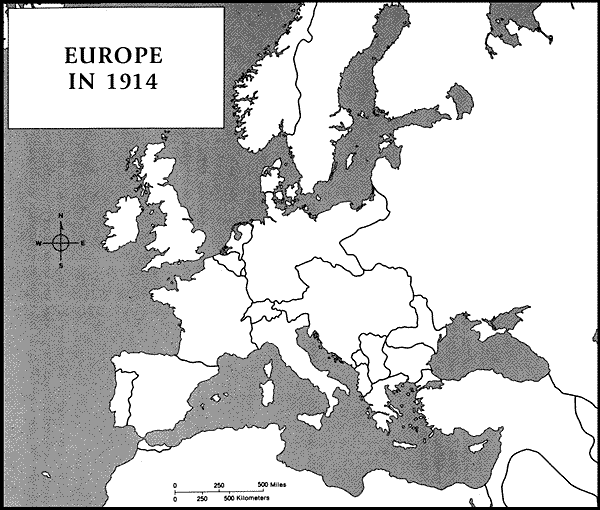 EUROPE
IN 1914
N
W E
S
0 250 500 Miles
0 250 500 Kilometers